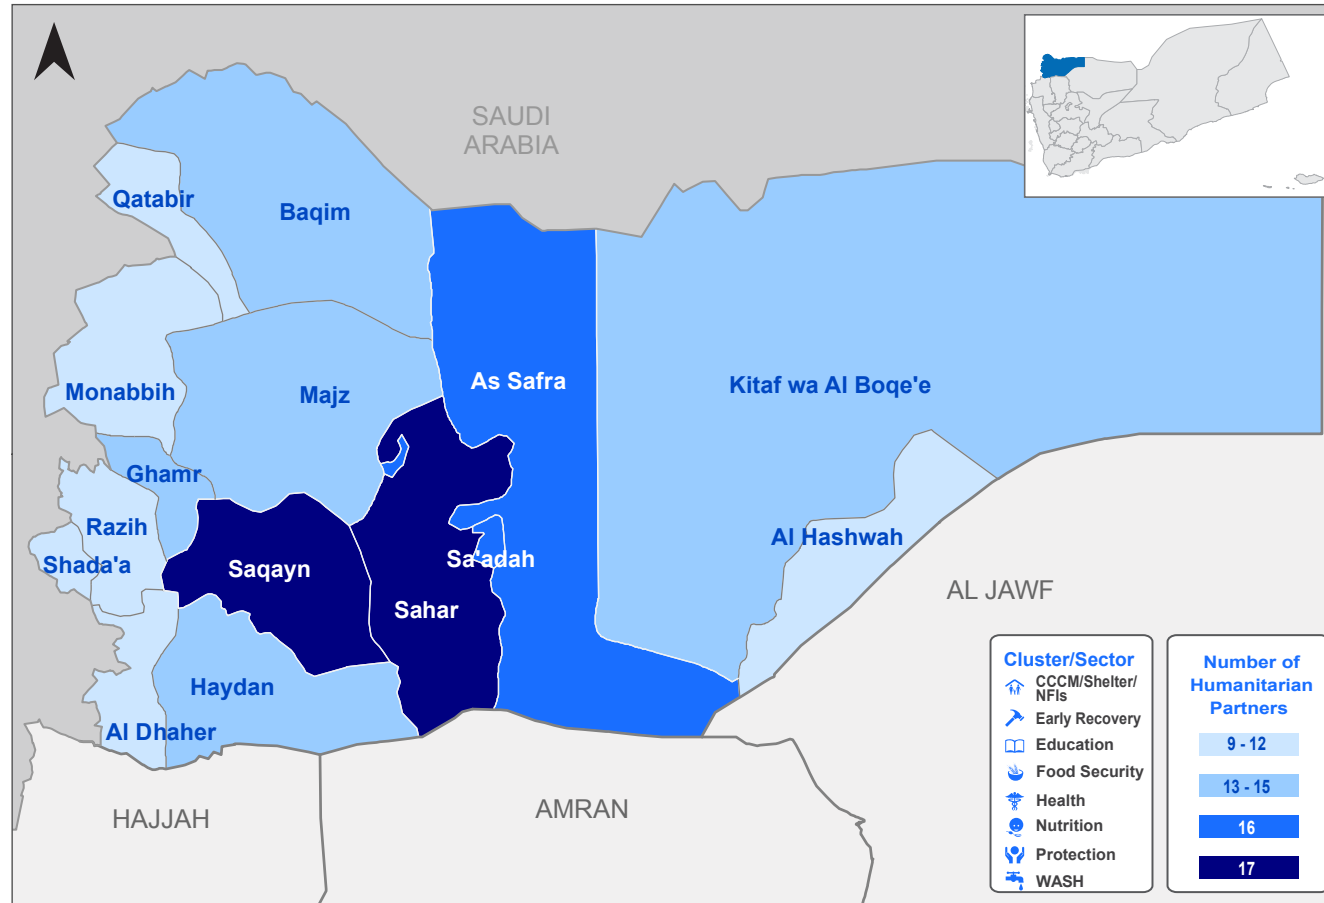 SAUDI
ARABIA
Qatabir
Baqim
Monabbih
Majz
As Safra
Kitaf wa Al Boqe'e
Ghamr
Razih
Shada'a
Saqayn
Sa'adah
Al Hashwah
Sahar
AL JAWF
Haydan
Al Dhaher
HAJJAH
AMRAN
Cluster/Sector
CCCM/Shelter/
NFIs
Early Recovery
Education
Food Security
Health
Nutrition
Protection
WASH
Number of
Humanitarian
Partners
9 - 12
13 - 15
16
17